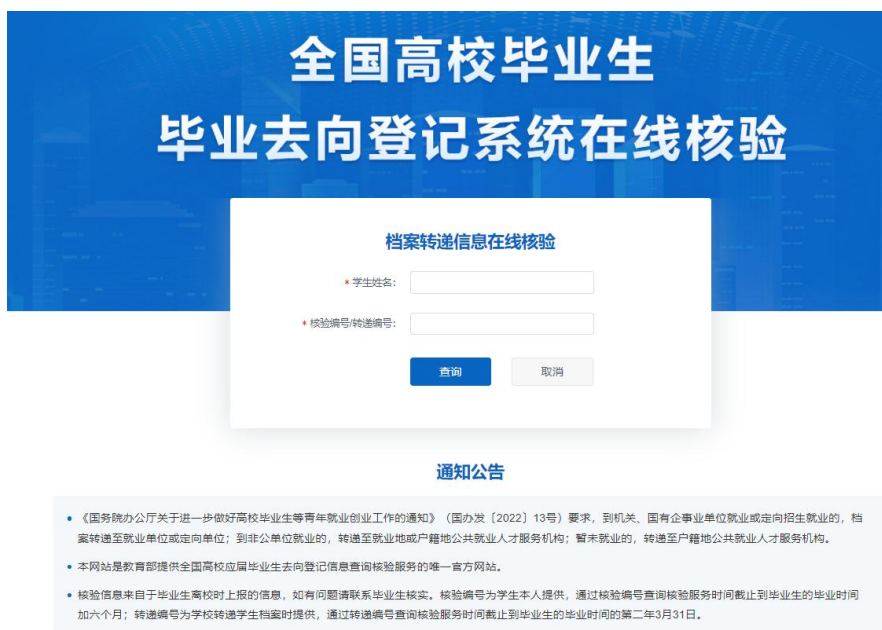 全国高校毕业生
毕业去向登记系统在线核验
档案转递信息在线核验
* 学生姓名：
* 核验编号/转递编号：
查询 取消
通知公告
• 《国务院办公厅关于进一步做好高校毕业生等青年就业创业工作的通知》（国办发〔2022〕13号）要求，到机关、国有企事业单位就业或定向招生就业的，档
案转递至就业单位或定向单位；到非公单位就业的，转递至就业地或户籍地公共就业人才服务机构；暂未就业的，转递至户籍地公共就业人才服务机构。
• 本网站是教育部提供全国高校应届毕业生去向登记信息查询核验服务的唯一官方网站。
• 核验信息来自于毕业生离校时上报的信息，如有问题请联系毕业生核实。核验编号为学生本人提供，通过核验编号查询核验服务时间截止到毕业生的毕业时间
加六个月；转递编号为学校转递学生档案时提供，通过转递编号查询核验服务时间截止到毕业生的毕业时间的第二年3月31日。